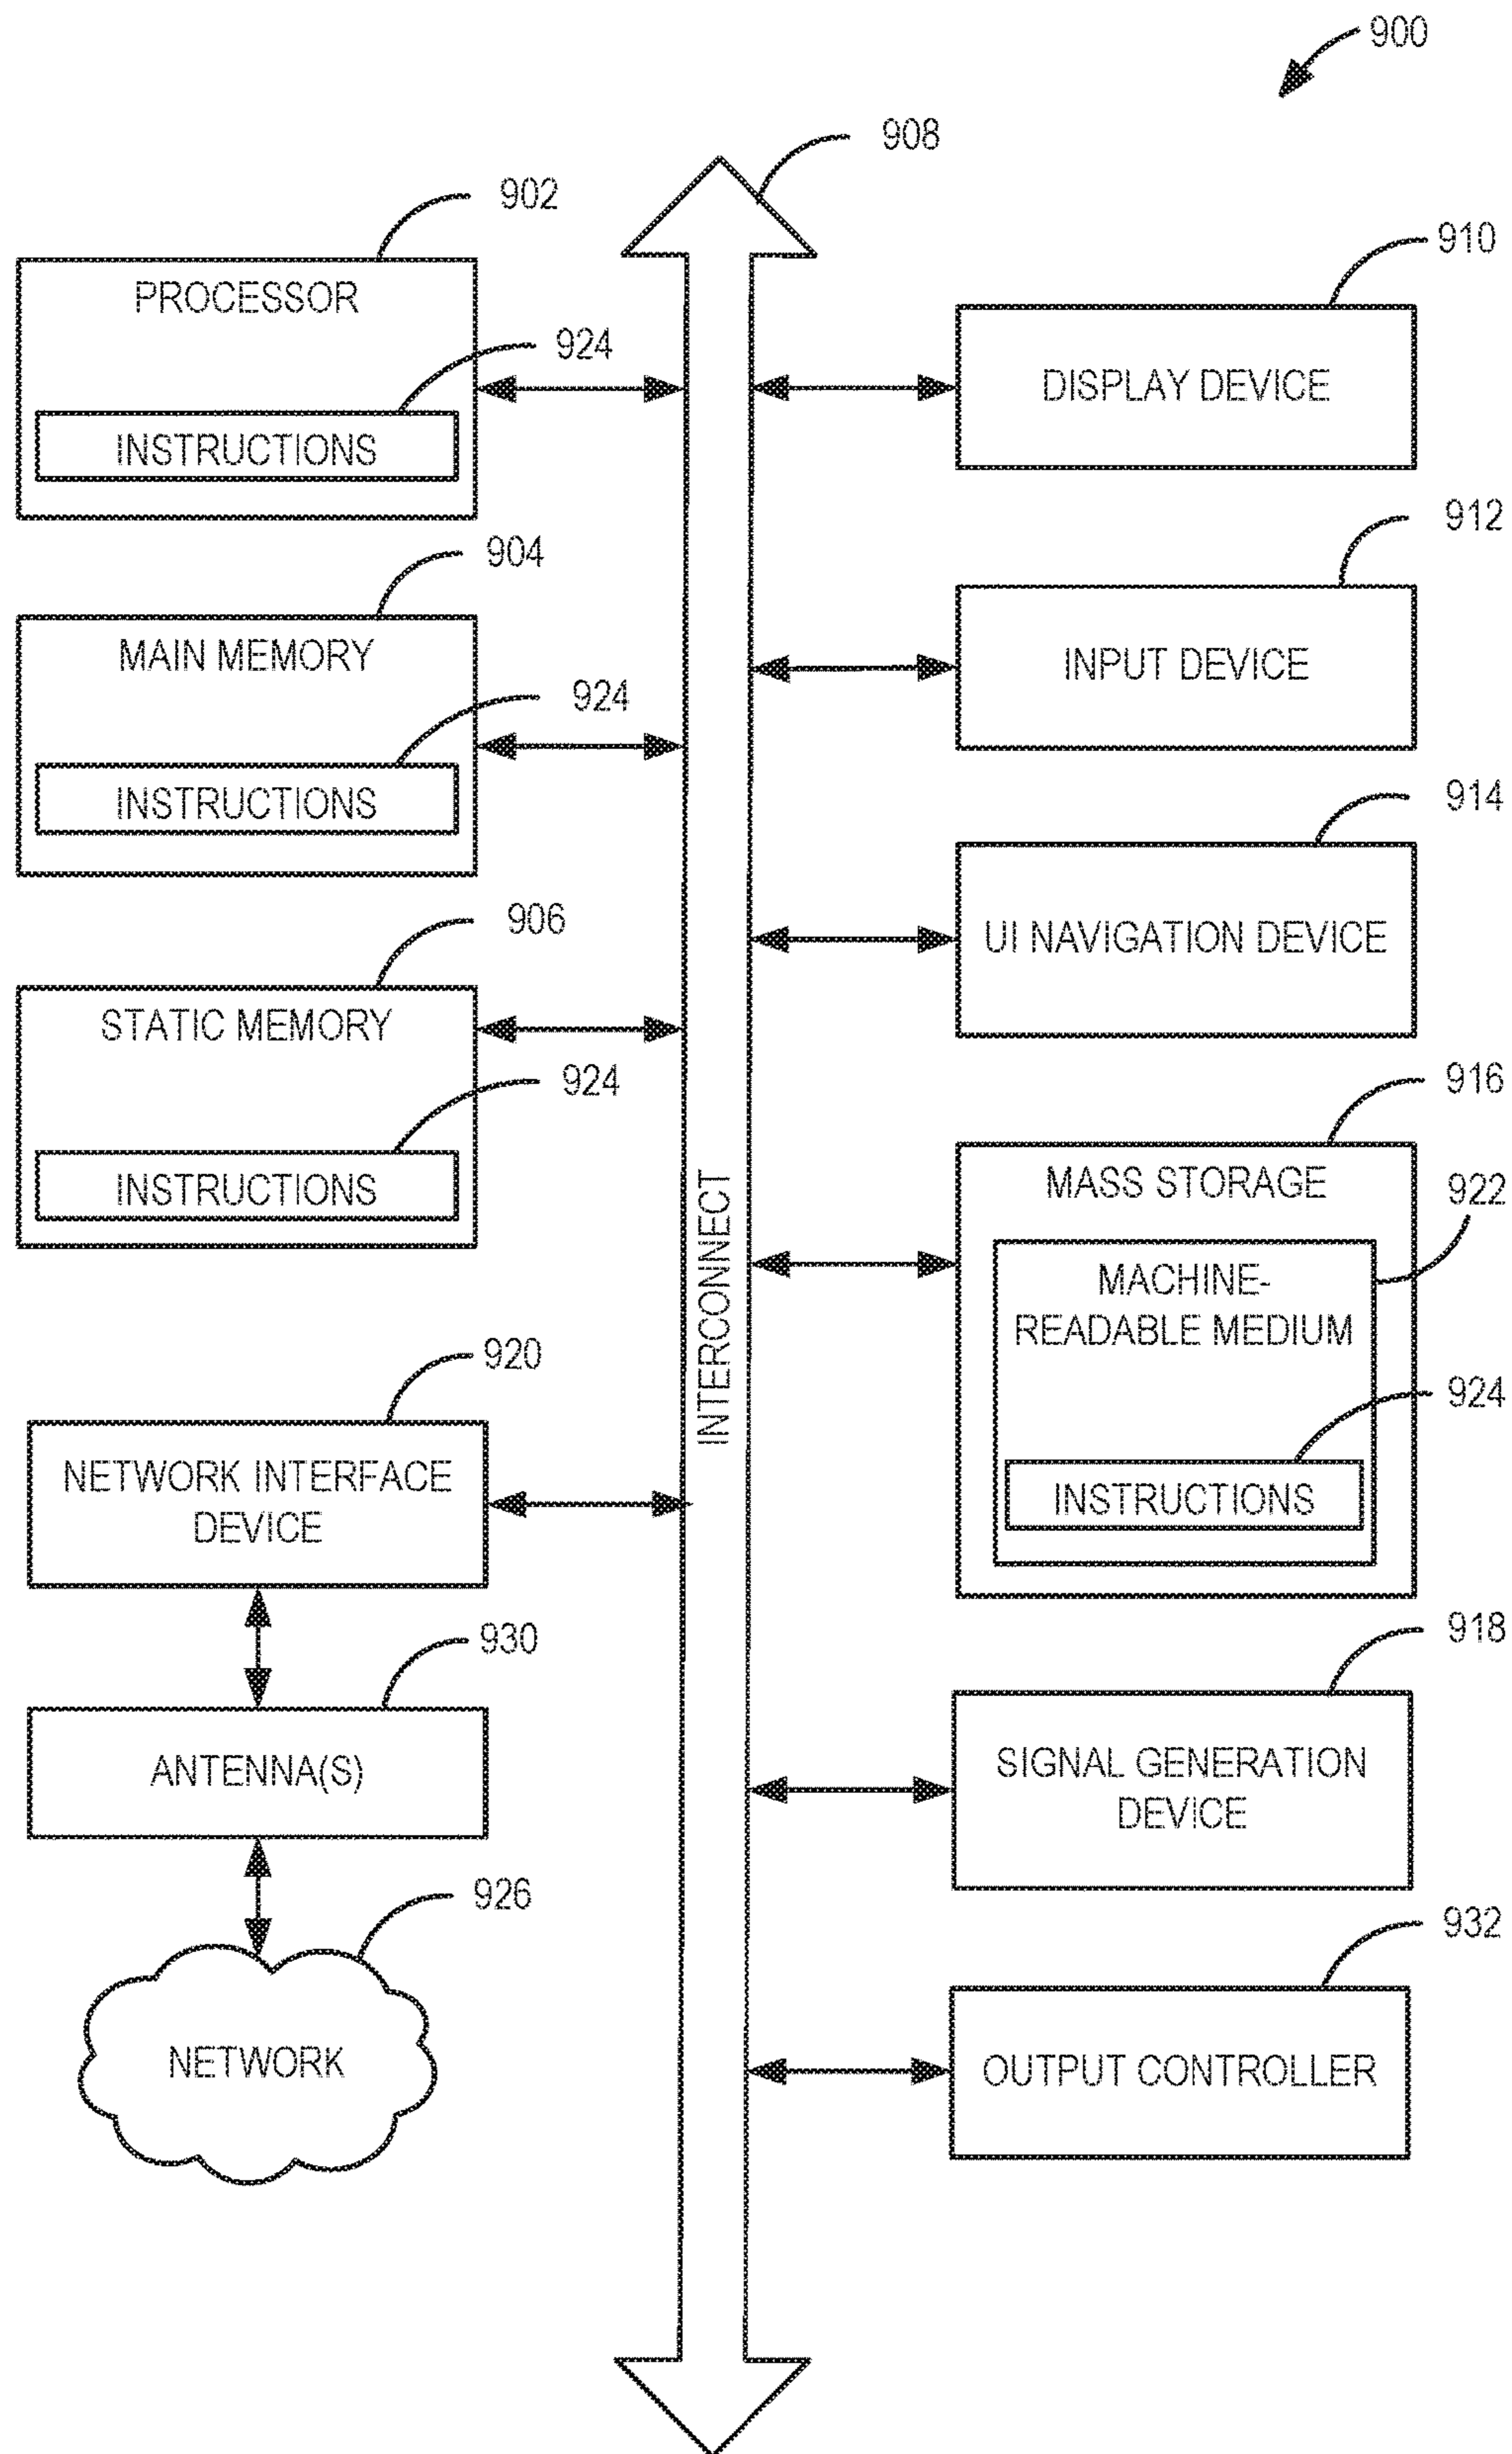 900
908
902
PROCESSOR
924
INSTRUCTIONS
904
MAIN MEMORY
924
INSTRUCTIONS
906
STATIC MEMORY
924
INSTRUCTIONS
920
NETWORK INTERFACE
DEVICE
930
ANTENNA(S)
926
NETWORK
INTERCONNECT
910
DISPLAY DEVICE
912
INPUT DEVICE
914
UI NAVIGATION DEVICE
916
MASS STORAGE
922
MACHINE-
READABLE MEDIUM
924
INSTRUCTIONS
918
SIGNAL GENERATION
DEVICE
932
OUTPUT CONTROLLER